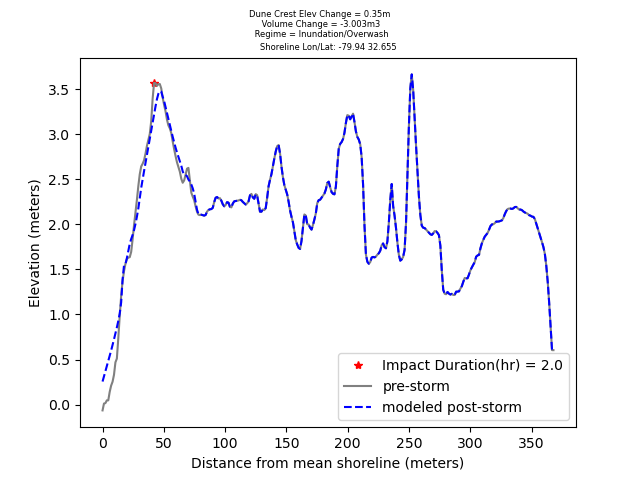 Dune Crest Elev Change = 0.35m
Volume Change = -3.003m3
Regime = Inundation/Overwash
Shoreline Lon/Lat: -79.94 32.655
3.5
3.0
2.5
2.0
1.5
1.0
0.5
0.0
Elevation (meters)
Impact Duration(hr) = 2.0
pre-storm
modeled post-storm
0 50 100 150 200 250 300 350
Distance from mean shoreline (meters)